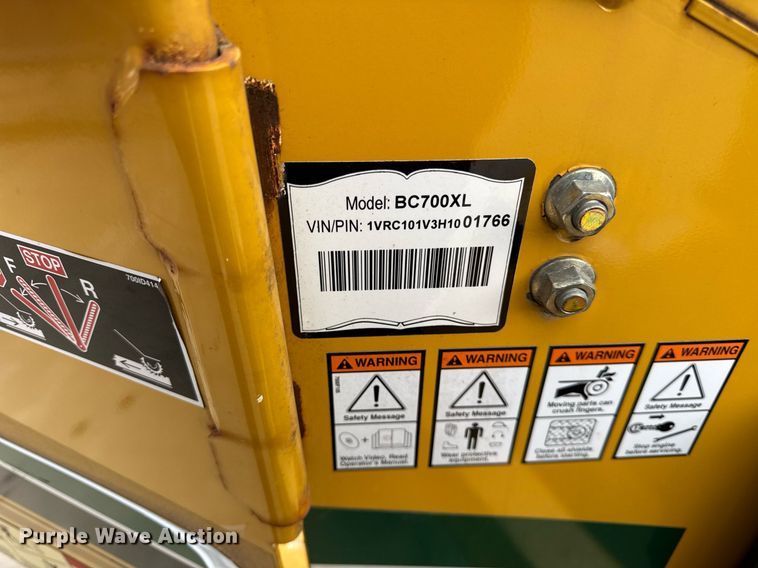 Model: BC700XL
VIN/PIN: 1VRC101V3H1001766
STOP
F
R
700ID414
WARNING
Safety Message
Watch Video. Read
Operator's Manual.
WARNING
Safety Message
Wear protective
equipment.
WARNING
Moving parts can
crush fingers.
Close all shields
before starting.
WARNING
Safety Message
Stop engine
before servicing.
Purple Wave Auction